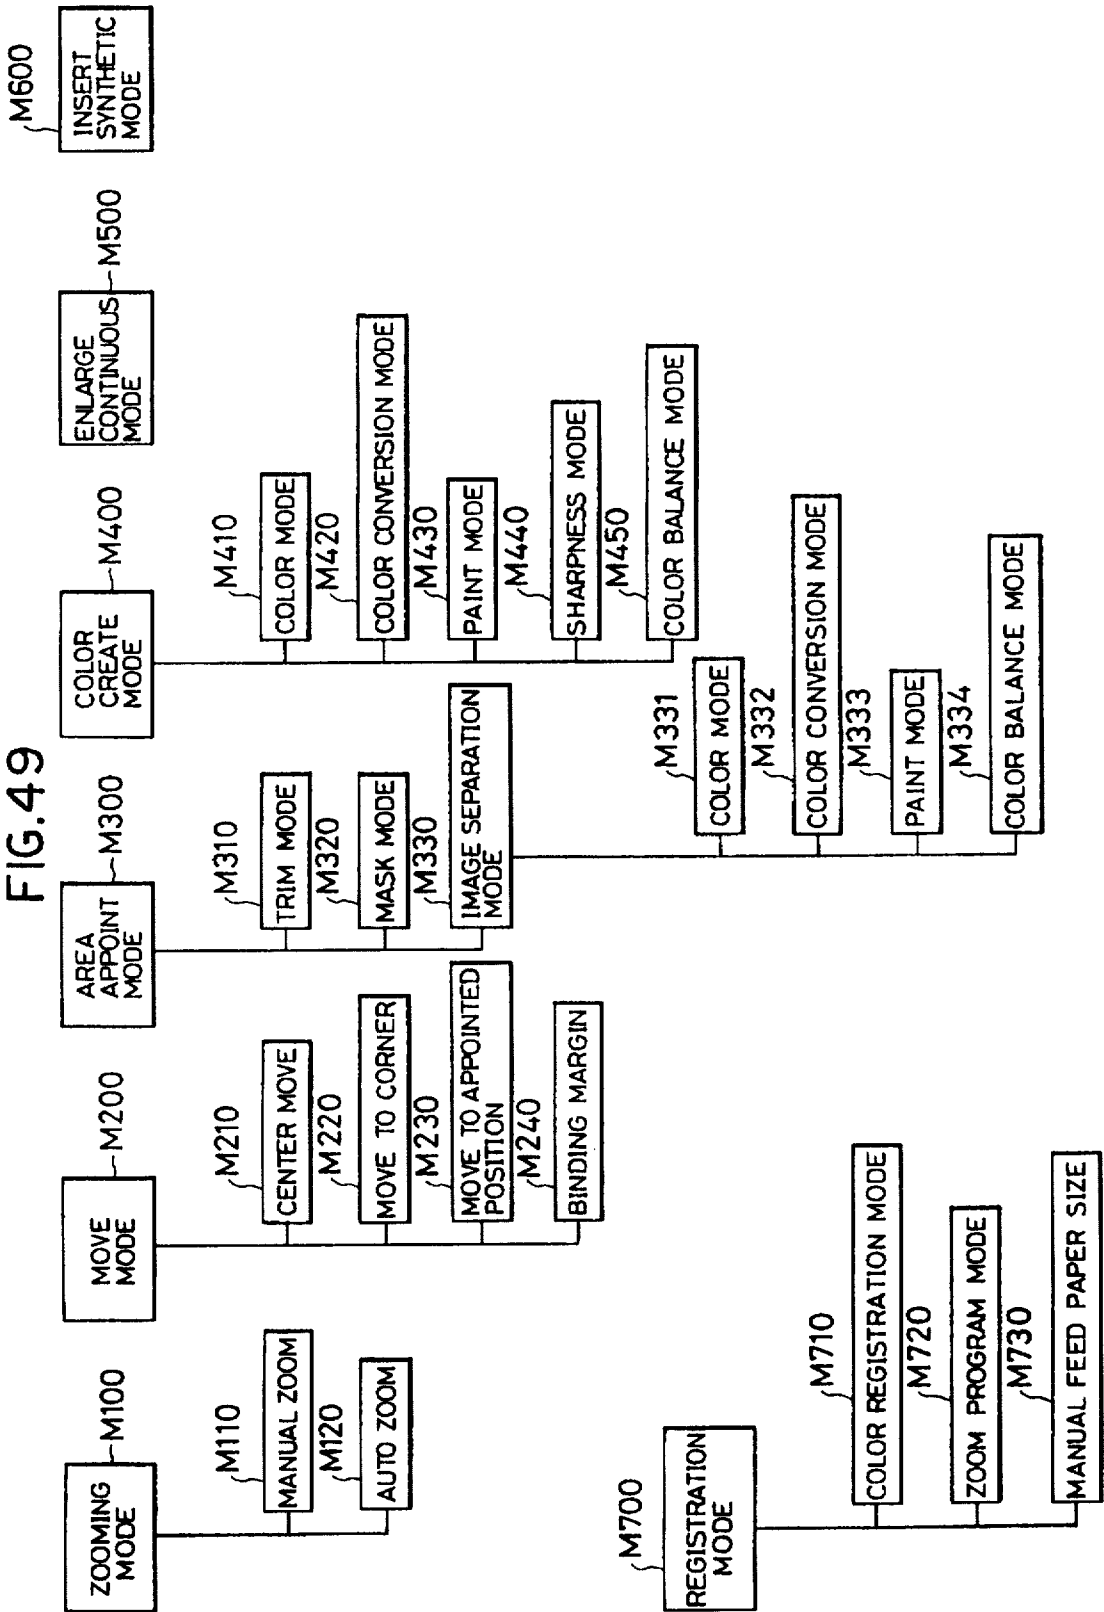 FIG.49
M100
ZOOMING
MODE
M110
MANUAL ZOOM
M120
AUTO ZOOM
M200
MOVE
MODE
M210
CENTER MOVE
M220
MOVE TO CORNER
M230
MOVE TO APPOINTED
POSITION
M240
BINDING MARGIN
M300
AREA
APPOINT
MODE
M310
TRIM MODE
M320
MASK MODE
M330
IMAGE SEPARATION
MODE
M331
COLOR MODE
M332
COLOR CONVERSION MODE
M333
PAINT MODE
M334
COLOR BALANCE MODE
M400
COLOR
CREATE
MODE
M410
COLOR MODE
M420
COLOR CONVERSION MODE
M430
PAINT MODE
M440
SHARPNESS MODE
M450
COLOR BALANCE MODE
M500
ENLARGE
CONTINUOUS
MODE
M600
INSERT
SYNTHETIC
MODE
M700
REGISTRATION
MODE
M710
COLOR REGISTRATION MODE
M720
ZOOM PROGRAM MODE
M730
MANUAL FEED PAPER SIZE